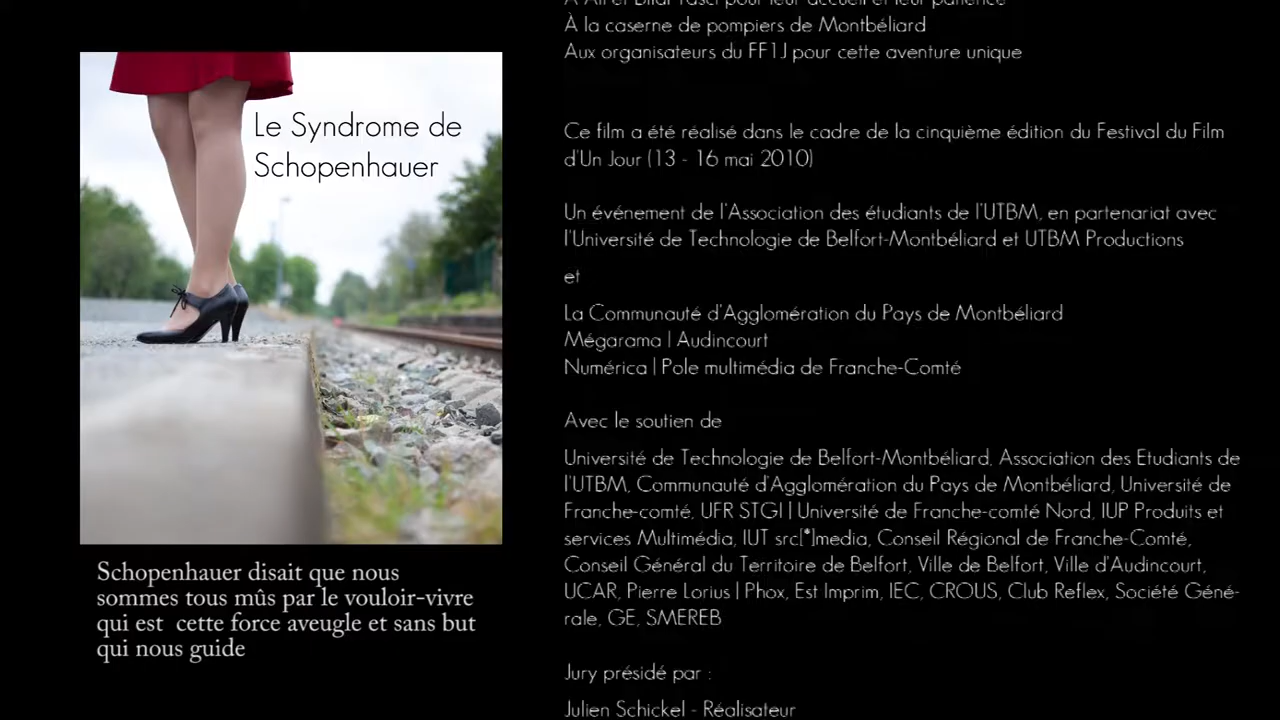 Le Syndrome de
Schopenhauer
Schopenhauer disait que nous
sommes tous mûs par le vouloir-vivre
qui est cette force aveugle et sans but
qui nous guide
pour leur accueil et leur patience
À la caserne de pompiers de Montbéliard
Aux organisateurs du FF1J pour cette aventure unique
Ce film a été réalisé dans le cadre de la cinquième édition du Festival du Film
d'Un Jour (13 - 16 mai 2010)
Un événement de l'Association des étudiants de l'UTBM, en partenariat avec
l'Université de Technologie de Belfort-Montbéliard et UTBM Productions
et
La Communauté d'Agglomération du Pays de Montbéliard
Mégarama | Audincourt
Numérica | Pole multimédia de Franche-Comté
Avec le soutien de
Université de Technologie de Belfort-Montbéliard, Association des Etudiants de
l'UTBM, Communauté d'Agglomération du Pays de Montbéliard, Université de
Franche-comté, UFR STGI | Université de Franche-comté Nord, IUP Produits et
services Multimédia, IUT src[*]media, Conseil Régional de Franche-Comté,
Conseil Général du Territoire de Belfort, Ville de Belfort, Ville d'Audincourt,
UCAR, Pierre Lorius | Phox, Est Imprim, IEC, CROUS, Club Reflex, Société Géné-
rale, GE, SMEREB
Jury présidé par :
Julien Schickel - Réalisateur